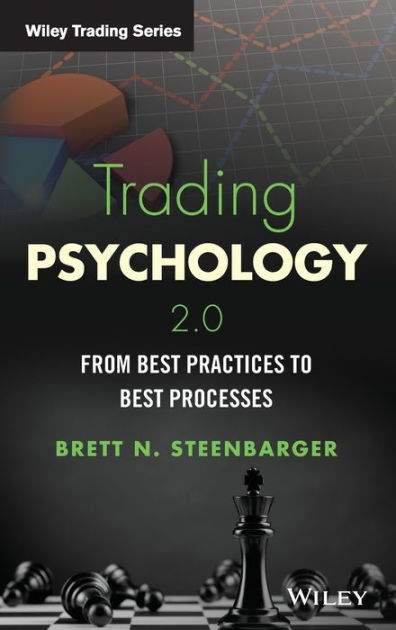 Wiley Trading Series
Trading
PSYCHOLOGY
2.0
FROM BEST PRACTICES TO
BEST PROCESSES
BRETT N. STEENBARGER
WILEY